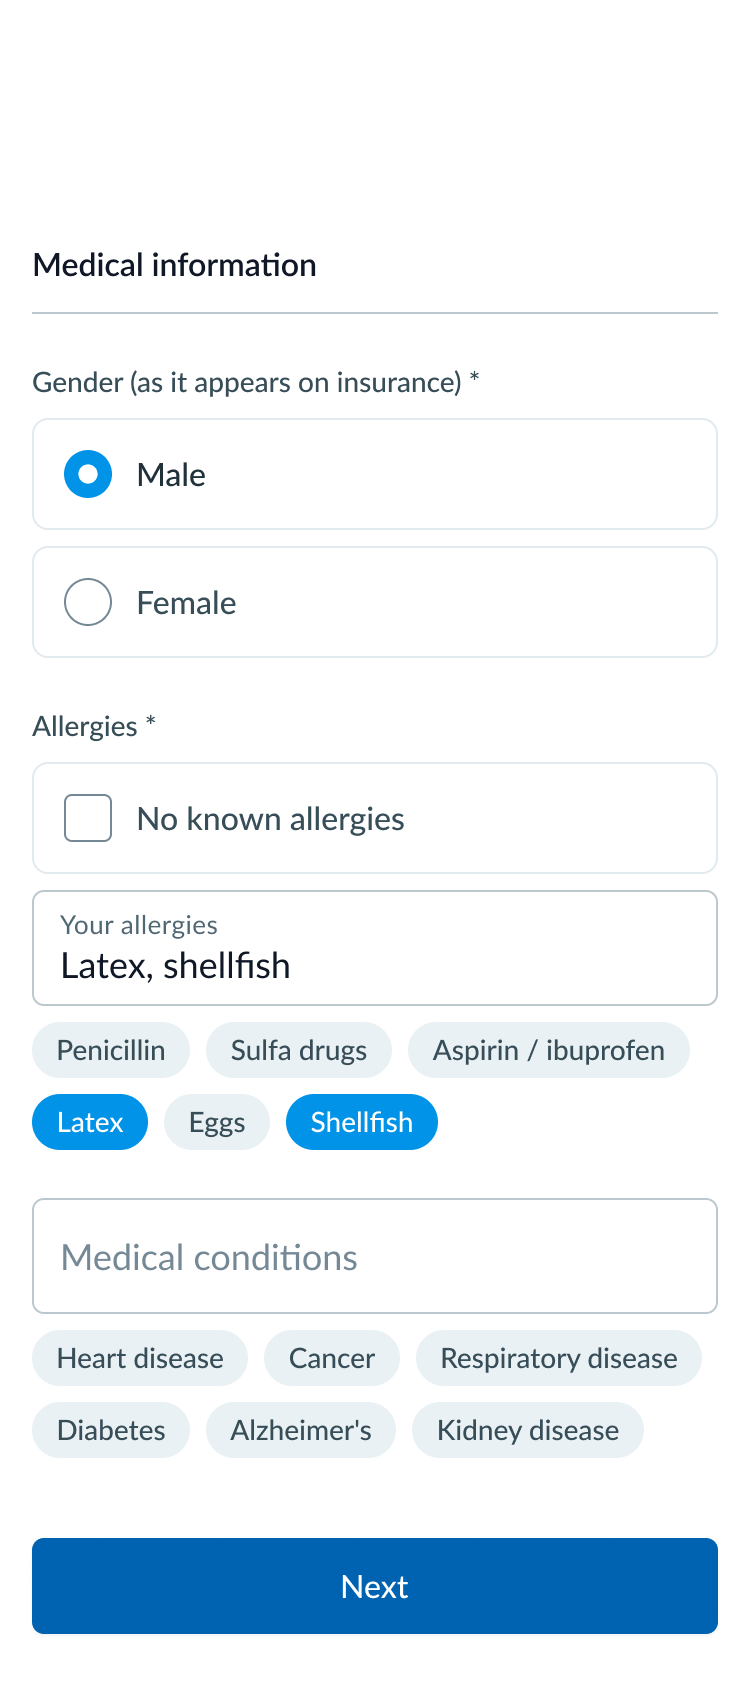 Medical information
Gender (as it appears on insurance) *
Male
Female
Allergies *
No known allergies
Your allergies
Latex, shellfish
Penicillin Sulfa drugs Aspirin / ibuprofen
Latex Eggs Shellfish
Medical conditions
Heart disease Cancer Respiratory disease
Diabetes Alzheimer's Kidney disease
Next